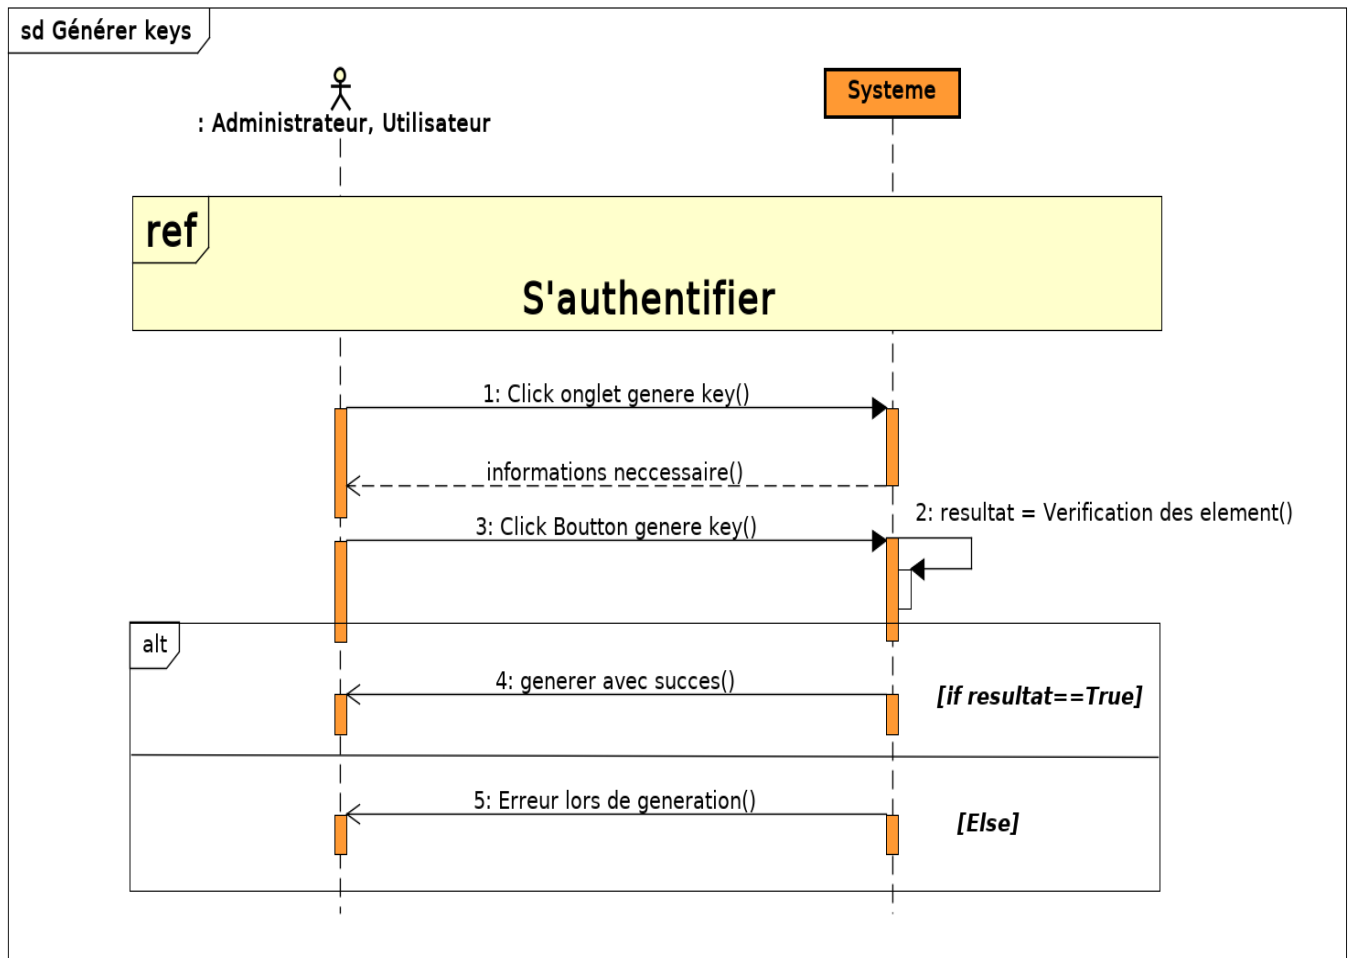 sd Générer keys
: Administrateur, Utilisateur
Systeme
ref
S'authentifier
1: Click onglet genere key()
informations neccessaire()
2: resultat = Verification des element()
3: Click Boutton genere key()
alt
4: generer avec succes()
[if resultat==True]
5: Erreur lors de generation()
[Else]